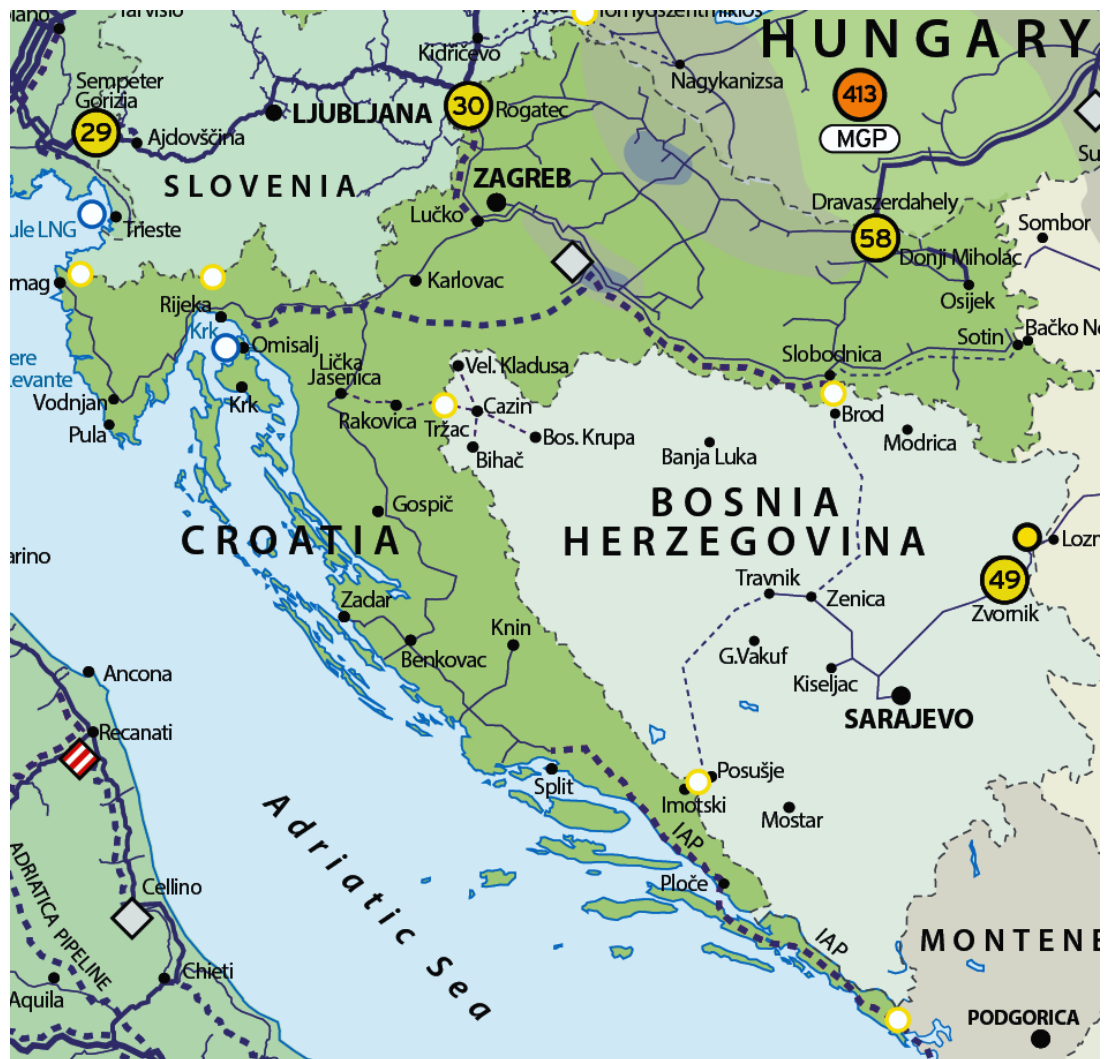 HUNGARY
Kidričevo
Nagykanizsa
413
MGP
Sempeter
Gorizia
29
Ajdovščina
LJUBLJANA
30
Rogatec
SLOVENIA
ZAGREB
Lučko
Trieste
Dravaszerdahely
58
Donji Miholac
Osijek
Sombor
Karlovac
Rijeka
Krk
Omisalj
Krk
Vodnjan
Pula
Lička
Jasenica
Rakovica
Vel. Kladusa
Cazin
Tržac
Bihač
Bos. Krupa
Slobodnica
Sotin
Brod
Modrica
Banja Luka
BOSNIA
HERZEGOVINA
Gospič
CROATIA
Zadar
Benkovac
Knin
Travnik
Zenica
49
Zvornik
G.Vakuf
Kiseljac
SARAJEVO
Ancona
Recanati
Split
Posušje
Imotski
Mostar
IAP
Ploče
IAP
Adriatic Sea
ADRIATICA PIPELINE
Cellino
Chieti
PODGORICA